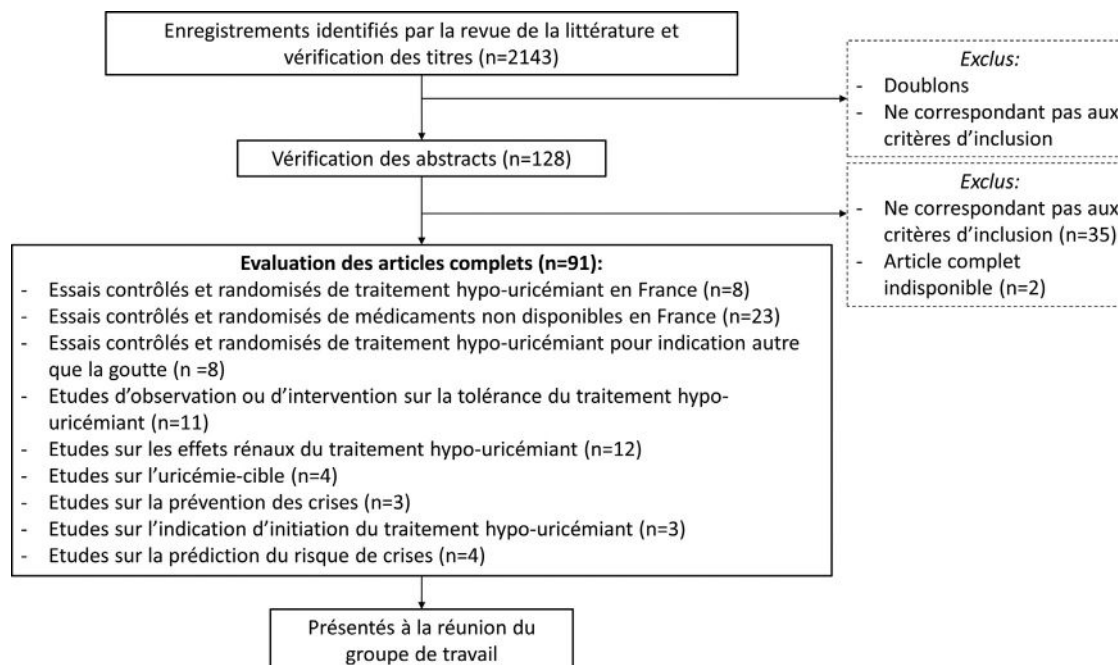 Enregistrements identifiés par la revue de la littérature et
vérification des titres (n=2143)
Exclus:
- Doublons
- Ne correspondant pas aux
critères d'inclusion
Vérification des abstracts (n=128)
Exclus:
- Ne correspondant pas aux
critères d'inclusion (n=35)
- Article complet
indisponible (n=2)
Evaluation des articles complets (n=91):
- Essais contrôlés et randomisés de traitement hypo-uricémiant en France (n=8)
- Essais contrôlés et randomisés de médicaments non disponibles en France (n=23)
- Essais contrôlés et randomisés de traitement hypo-uricémiant pour indication autre
que la goutte (n =8)
- Etudes d'observation ou d'intervention sur la tolérance du traitement hypo-
uricémiant (n=11)
- Etudes sur les effets rénaux du traitement hypo-uricémiant (n=12)
- Etudes sur l'uricémie-cible (n=4)
- Etudes sur la prévention des crises (n=3)
- Etudes sur l'indication d'initiation du traitement hypo-uricémiant (n=3)
- Etudes sur la prédiction du risque de crises (n=4)
Présentés à la réunion du
groupe de travail